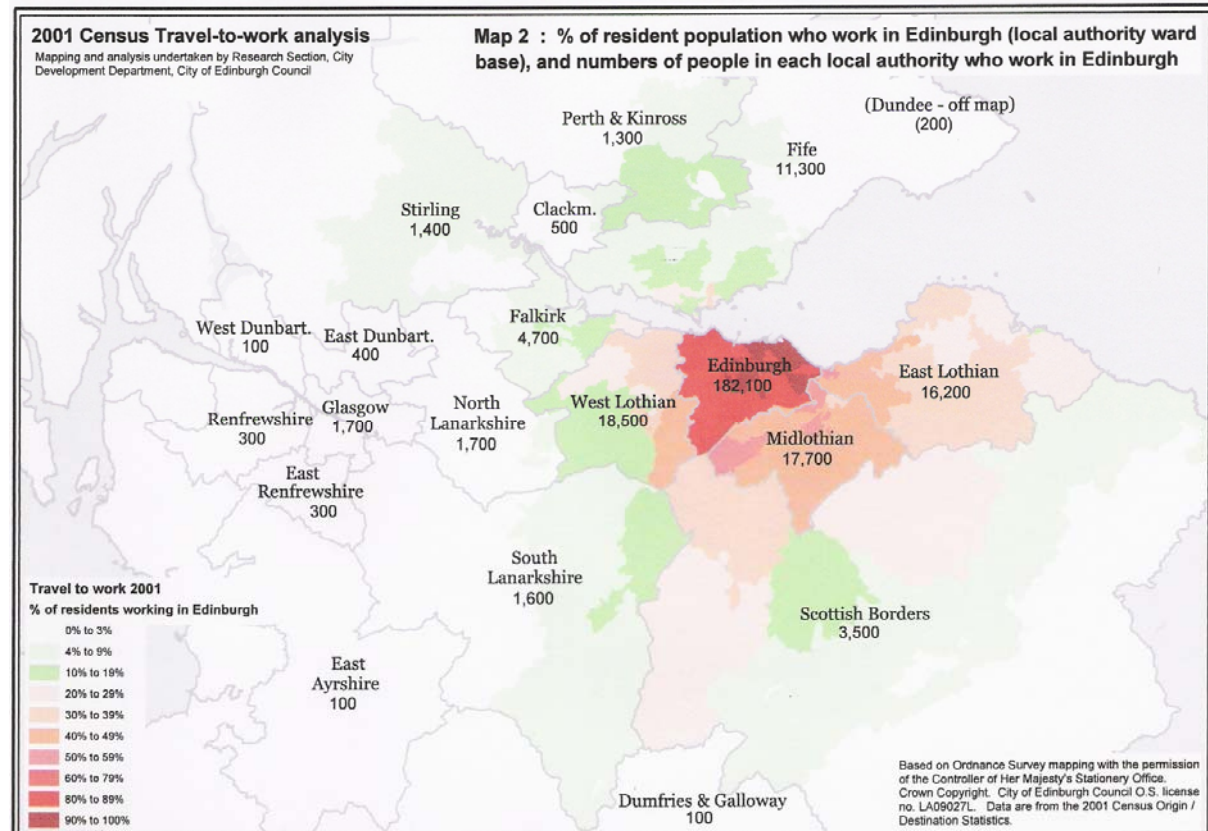 2001 Census Travel-to-work analysis
Mapping and analysis undertaken by Research Section, City
Development Department, City of Edinburgh Council
Map 2 : % of resident population who work in Edinburgh (local authority ward
base), and numbers of people in each local authority who work in Edinburgh
(Dundee - off map)
(200)
Perth & Kinross
1,300
Fife
11,300
Stirling
1,400
Clackm.
500
West Dunbart.
100
East Dunbart.
400
Falkirk
4,700
Edinburgh
182,100
East Lothian
16,200
Renfrewshire
300
Glasgow
1,700
North
Lanarkshire
1,700
West Lothian
18,500
Midlothian
17,700
East
Renfrewshire
300
South
Lanarkshire
1,600
Scottish Borders
3,500
East
Ayrshire
100
Dumfries & Galloway
100
Travel to work 2001
% of residents working in Edinburgh
0% to 3%
4% to 9%
10% to 19%
20% to 29%
30% to 39%
40% to 49%
50% to 59%
60% to 79%
80% to 89%
90% to 100%
Based on Ordnance Survey mapping with the permission
of the Controller of Her Majesty's Stationery Office.
Crown Copyright. City of Edinburgh Council O.S. license
no. LA09027L. Data are from the 2001 Census Origin /
Destination Statistics.